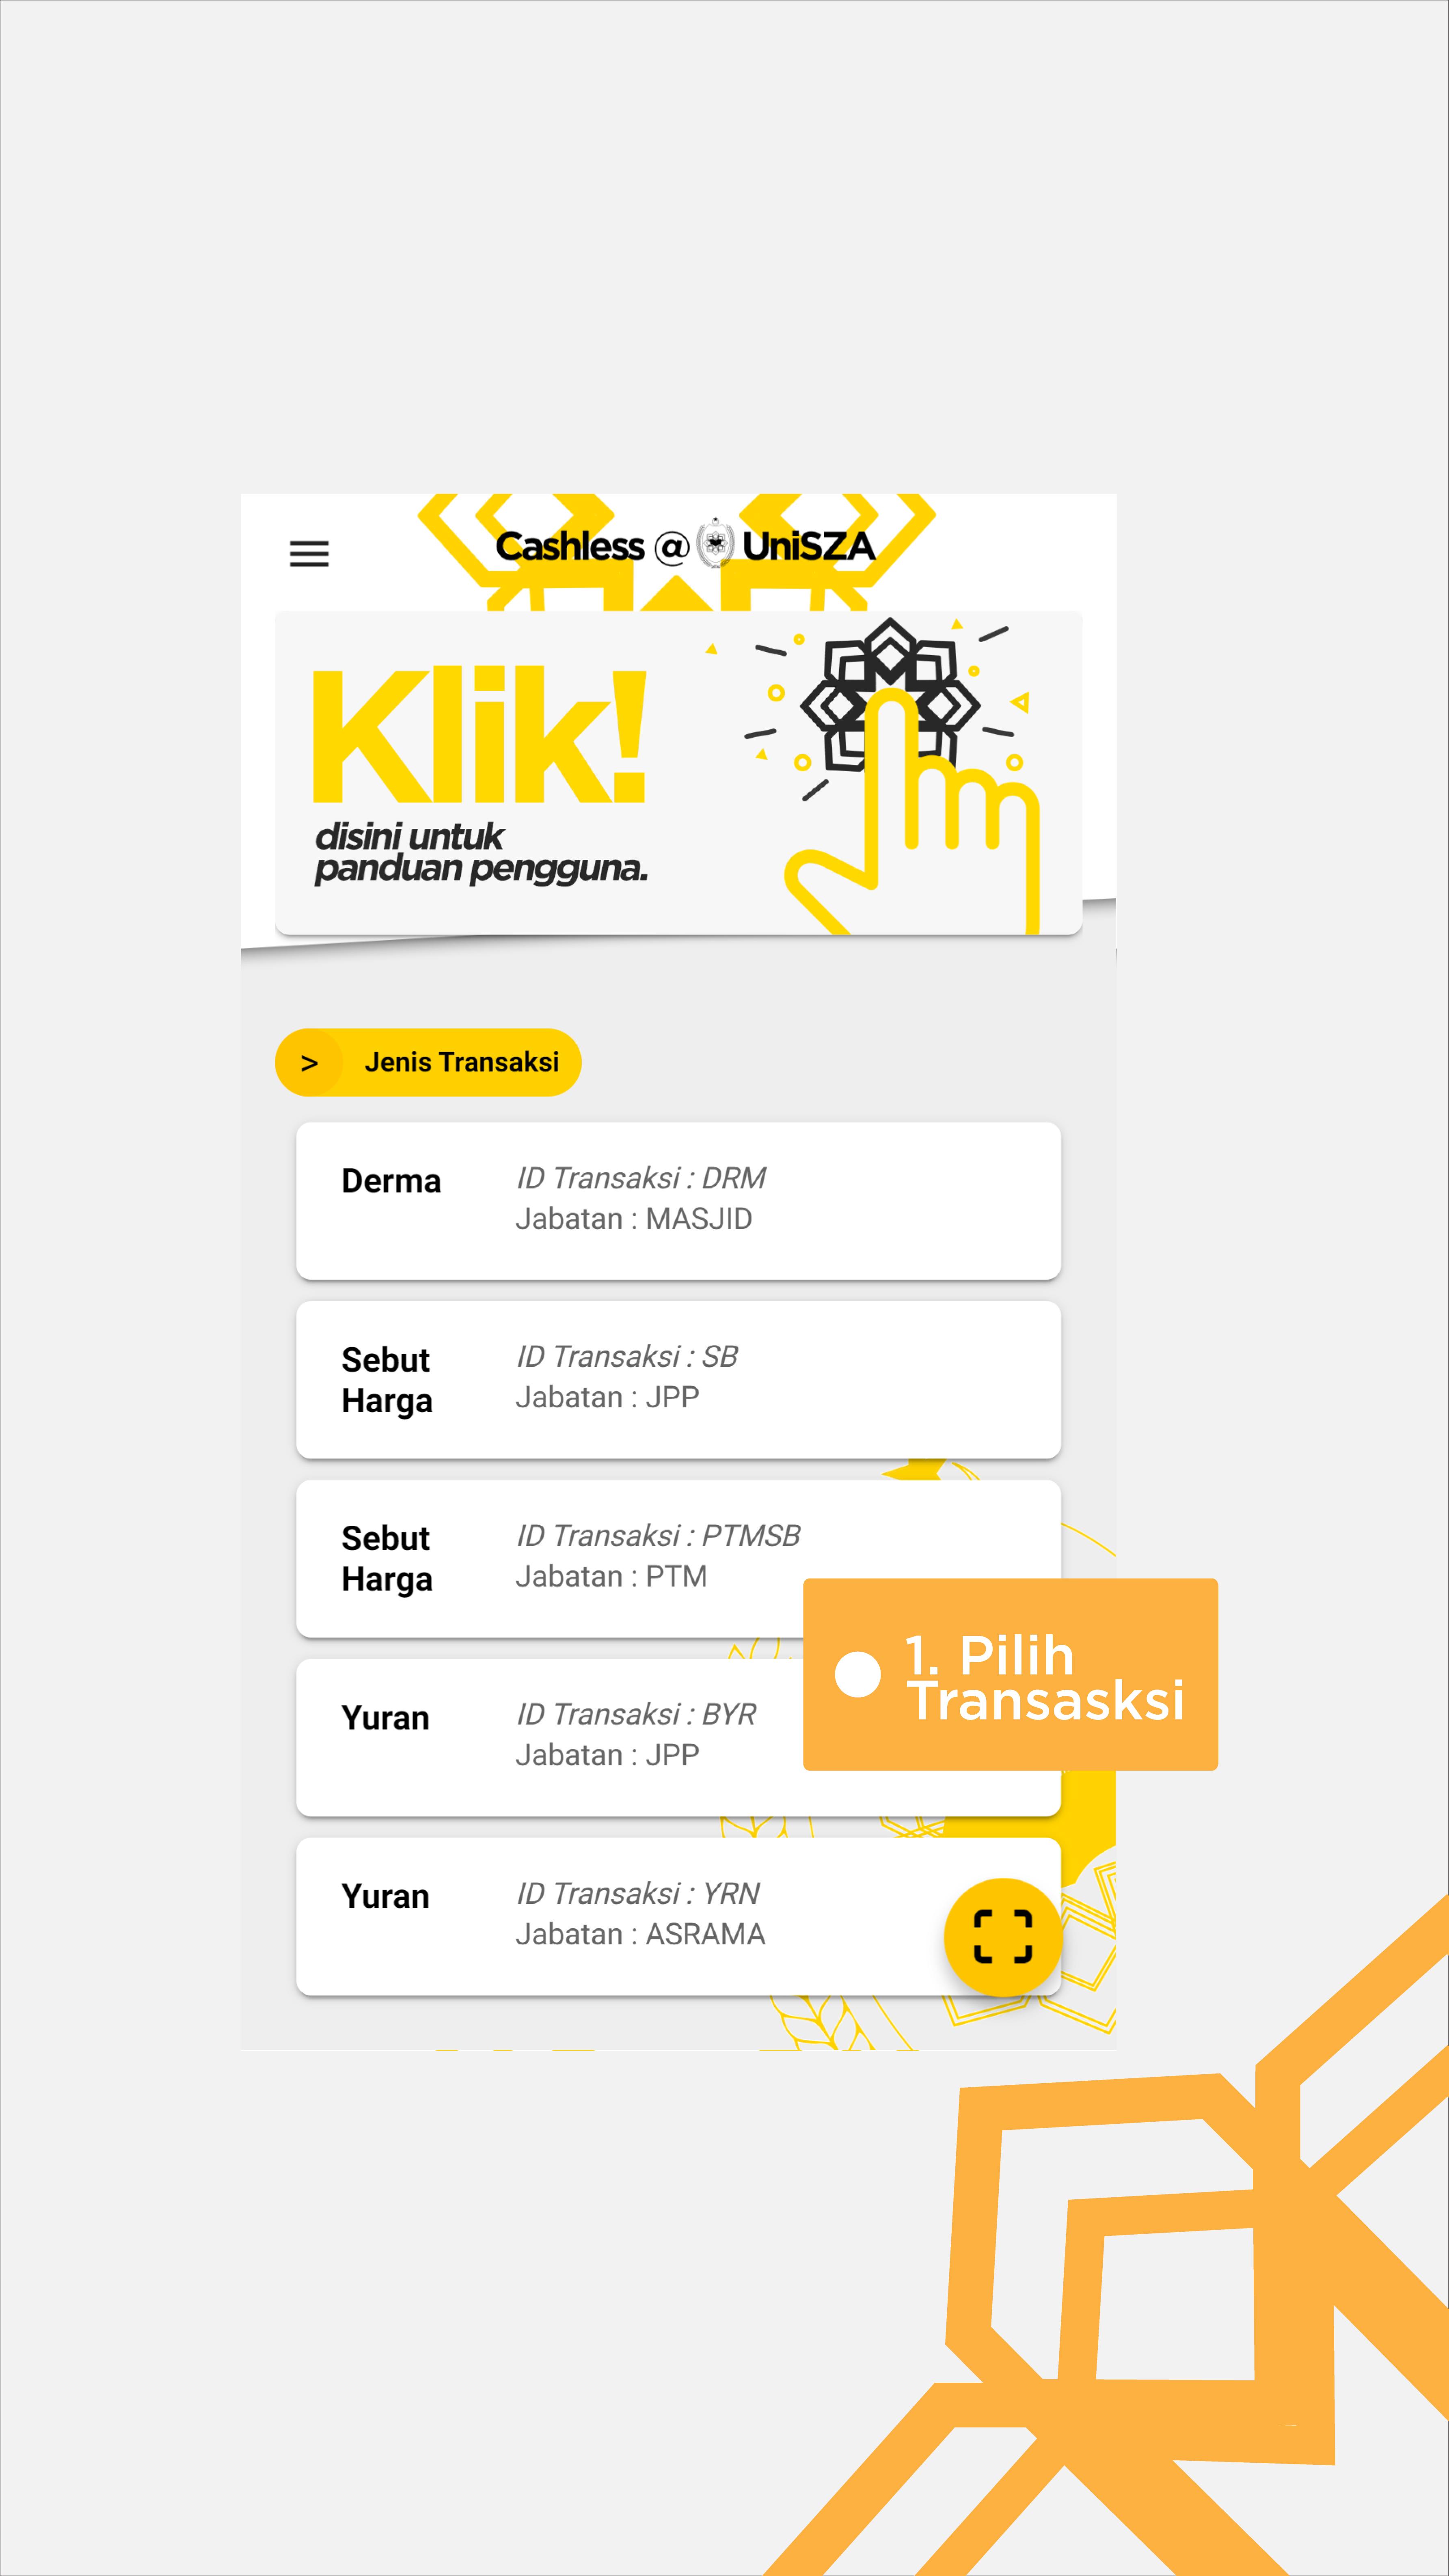 Cashless @ UniSZA
Klik!
disini untuk
panduan pengguna.
> Jenis Transaksi
Derma
ID Transaksi : DRM
Jabatan : MASJID
Sebut
Harga
ID Transaksi : SB
Jabatan : JPP
Sebut
Harga
ID Transaksi : PTMSB
Jabatan : PTM
1. Pilih
Transasksi
Yuran
ID Transaksi : BYR
Jabatan : JPP
Yuran
ID Transaksi : YRN
Jabatan : ASRAMA